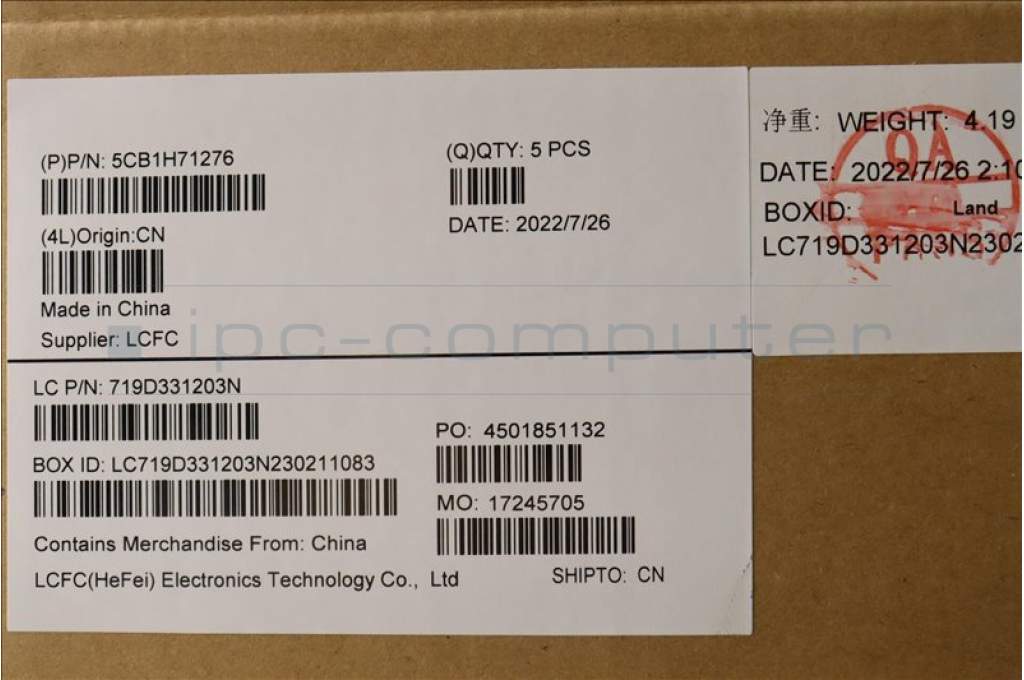 (P)P/N: 5CB1H71276
(Q)QTY: 5 PCS
DATE: 2022/7/26
(4L)Origin:CN
Made in China
Supplier: LCFC
LC P/N: 719D331203N
PO: 4501851132
BOX ID: LC719D331203N230211083
MO: 17245705
Contains Merchandise From: China
LCFC(HeFei) Electronics Technology Co., Ltd
SHIPTO: CN
净重: WEIGHT: 4.19
QA
DATE: 2022/7/26 2:10
BOXID:
Land
LC719D331203N2302
ipc-computer